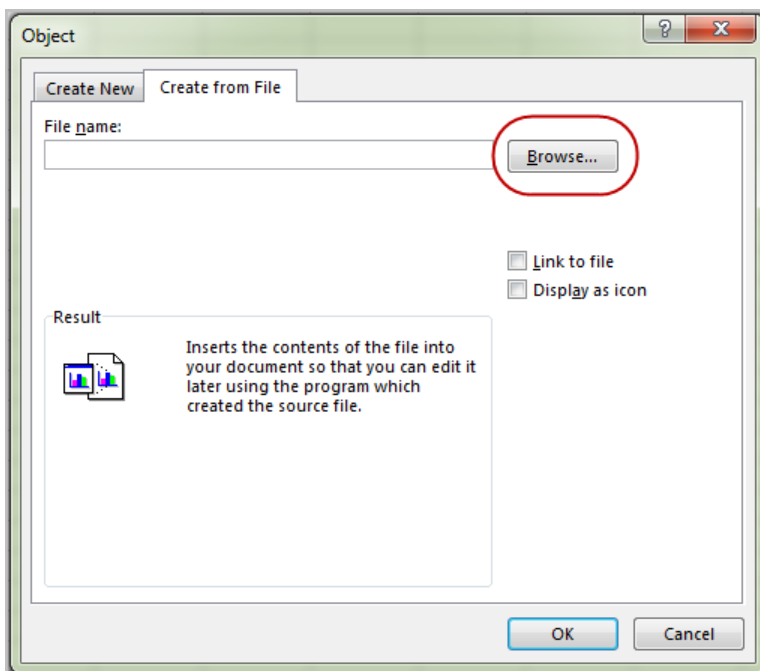 Object
Create New
Create from File
File name:
Browse...
Link to file
Display as icon
Result
Inserts the contents of the file into
your document so that you can edit it
later using the program which
created the source file.
OK
Cancel